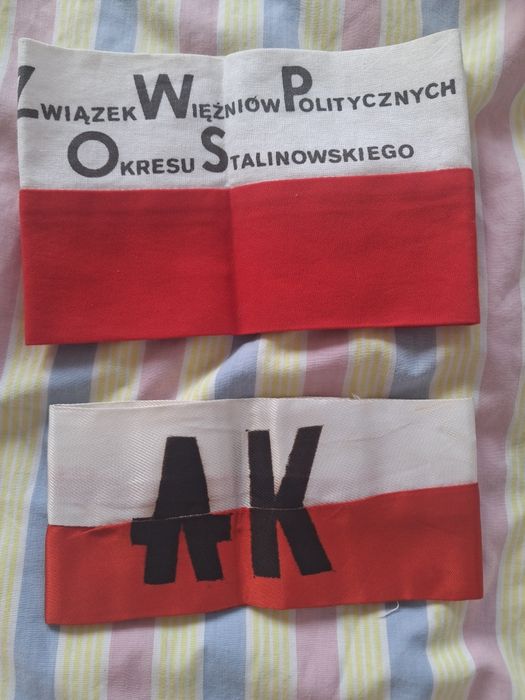 Związek Więźniów Politycznych
Okresu Stalinowskiego
AK